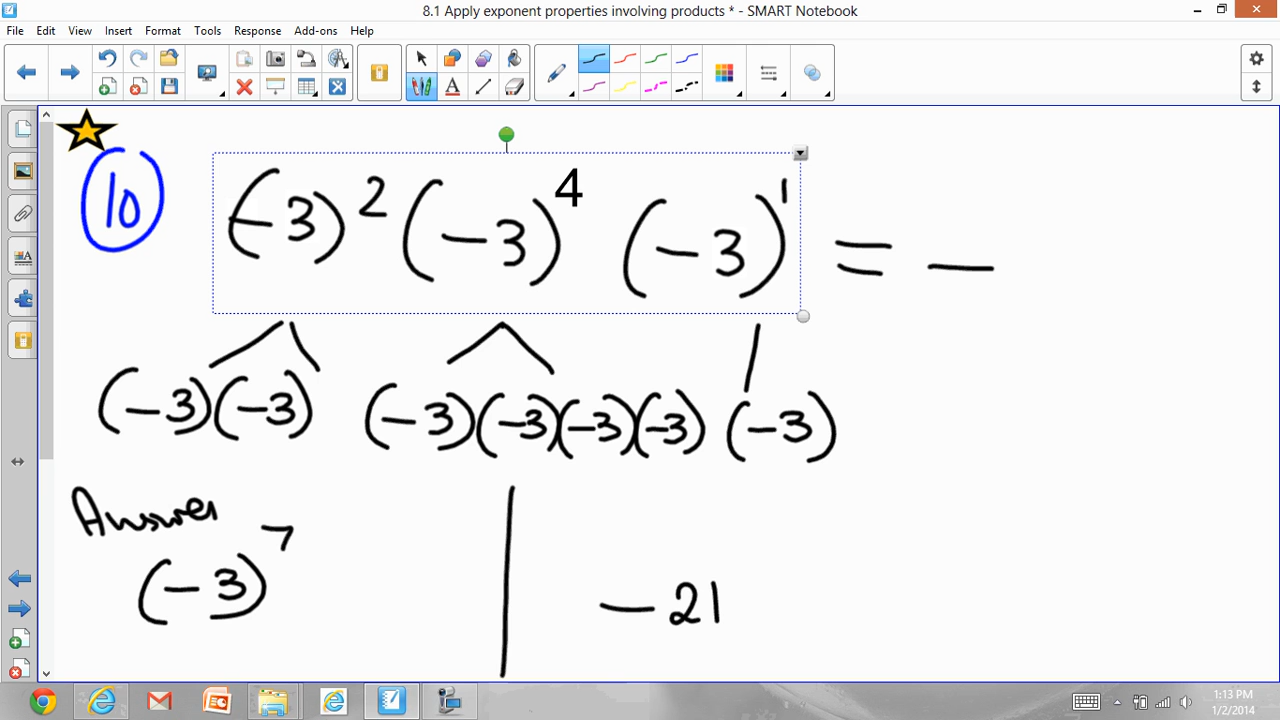 8.1 Apply exponent properties involving products * - SMART Notebook
File Edit View Insert Format Tools Response Add-ons Help
10 (-3)² (-3)⁴ (-3)¹ = —
(-3)(-3) (-3)(-3)(-3)(-3) (-3)
Answer
(-3)⁷ -21
1:13 PM
1/2/2014